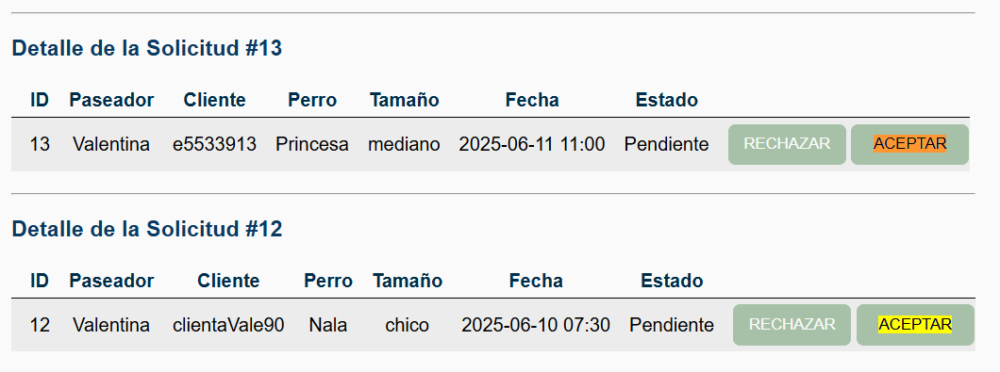 Detalle de la Solicitud #13
ID Paseador Cliente Perro Tamaño Fecha Estado
13 Valentina e5533913 Princesa mediano 2025-06-11 11:00 Pendiente RECHAZAR ACEPTAR
Detalle de la Solicitud #12
ID Paseador Cliente Perro Tamaño Fecha Estado
12 Valentina clientaVale90 Nala chico 2025-06-10 07:30 Pendiente RECHAZAR ACEPTAR